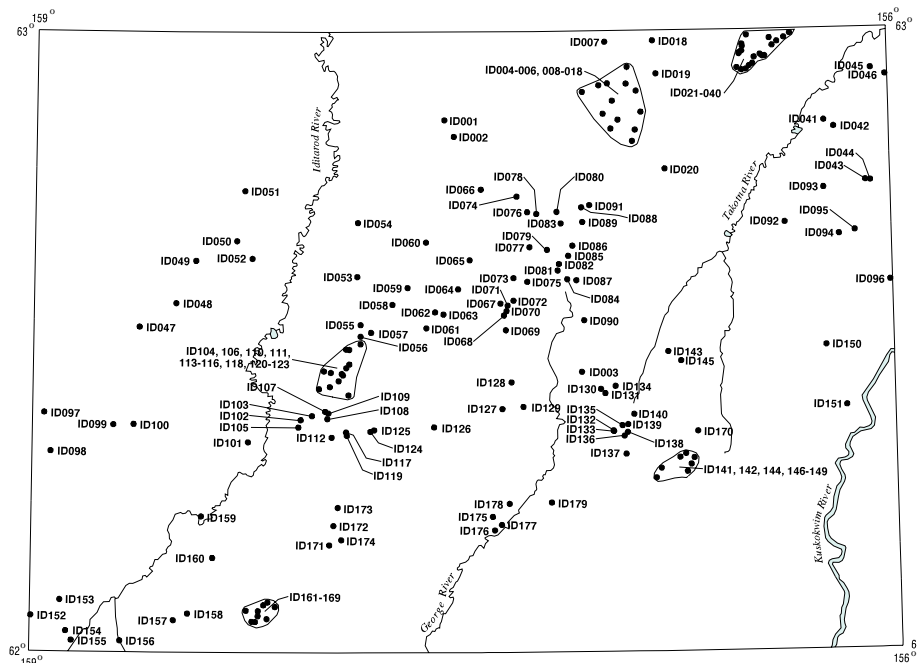 159°
156°
63°
63°
ID007
ID018
ID045
ID046
ID004-006, 008-018
ID019
ID021-040
Iditarod River
ID001
ID002
ID041
ID042
ID044
ID043
ID020
Takotna River
ID093
ID078
ID080
ID066
ID074
ID051
ID091
ID088
ID076
ID083
ID089
ID092
ID095
ID094
ID054
ID079
ID077
ID086
ID085
ID050
ID060
ID049
ID052
ID065
ID081
ID082
ID053
ID073
ID075
ID087
ID096
ID059
ID064
ID071
ID084
ID048
ID058
ID067
ID072
ID070
ID062
ID063
ID090
ID047
ID055
ID057
ID061
ID068
ID069
ID056
ID150
ID104, 106, 110, 111,
113-116, 118, 120-123
ID143
ID145
ID003
ID107
ID109
ID128
ID130
ID134
ID131
ID103
ID102
ID105
ID108
ID127
ID129
ID135
ID140
ID151
ID097
ID099
ID100
ID132
ID139
ID133
ID136
ID138
ID170
ID101
ID112
ID125
ID124
ID126
ID098
ID117
ID119
ID137
ID141, 142, 144, 146-149
ID178
ID179
ID173
ID159
ID175
ID177
ID172
ID176
ID171
ID174
Kuskokwim River
ID160
George River
ID153
ID161-169
ID152
ID157
ID158
ID154
ID155
ID156
62°
159°
6
156°